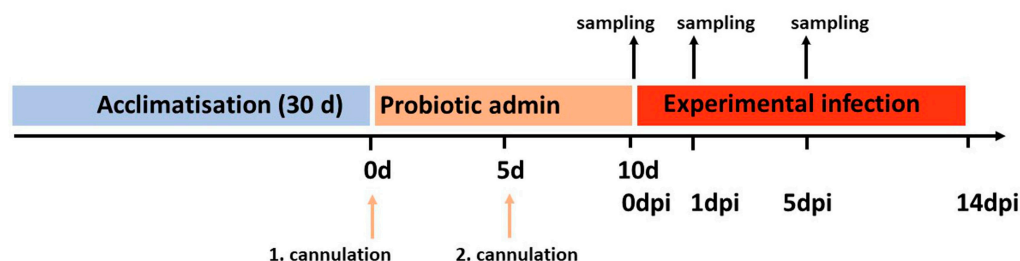 sampling sampling sampling
Acclimatisation (30 d) Probiotic admin Experimental infection
0d 5d 10d
0dpi 1dpi 5dpi 14dpi
1. cannulation 2. cannulation